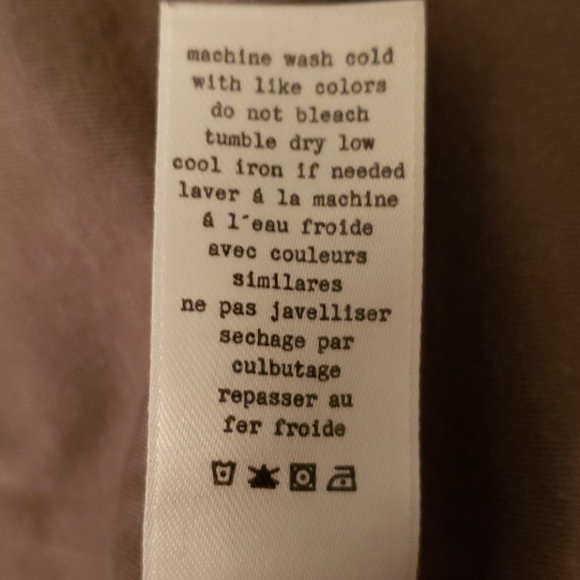 machine wash cold
with like colors
do not bleach
tumble dry low
cool iron if needed
laver á la machine
á l'eau froide
avec couleurs
similares
ne pas javelliser
sechage par
culbutage
repasser au
fer froide